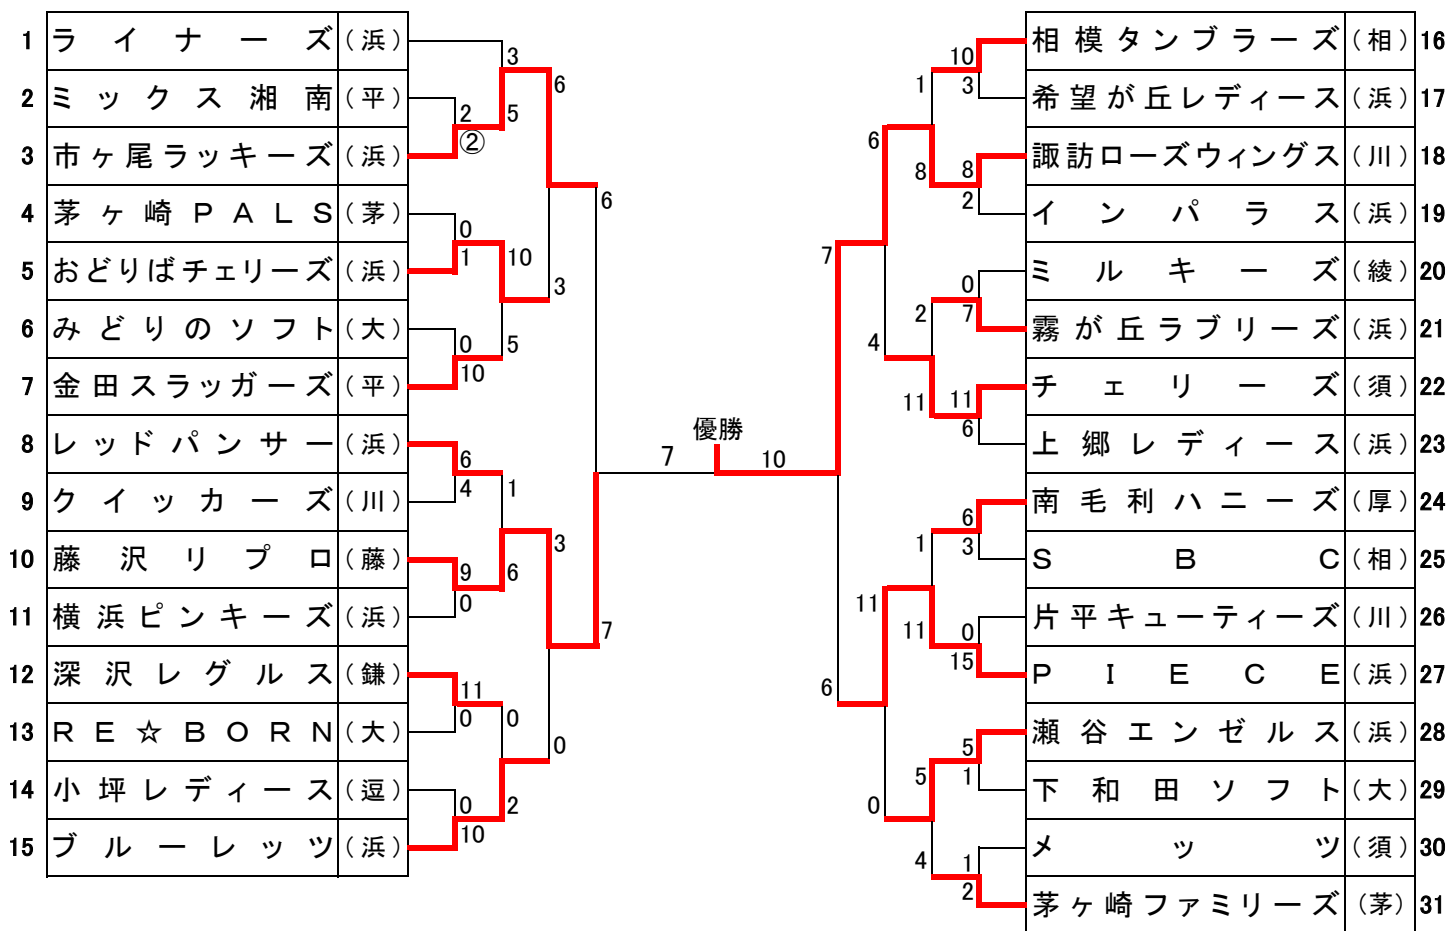 1 ライナーズ (浜)
2 ミックス湘南 (平)
3 市ヶ尾ラッキーズ (浜)
4 茅ヶ崎PALS (茅)
5 おどりばチェリーズ (浜)
6 みどりのソフト (大)
7 金田スラッガーズ (平)
8 レッドパンサー (浜)
9 クイッカーズ (川)
10 藤沢リプロ (藤)
11 横浜ピンキーズ (浜)
12 深沢レグルス (鎌)
13 RE☆BORN (大)
14 小坪レディース (逗)
15 ブルーレッツ (浜)
3
2
②
5
6
0
1
10
0
10
5
3
6
6
4
1
9
0
6
3
11
0
0
0
10
2
0
7
7
優勝
10
7
6
10
3
1
8
2
8
6
0
7
2
11
6
11
4
6
3
1
0
15
11
11
5
1
5
1
2
4
0
相模タンブラーズ (相) 16
希望が丘レディース (浜) 17
諏訪ローズウィングス (川) 18
インパラス (浜) 19
ミルキーズ (綾) 20
霧が丘ラブリーズ (浜) 21
チェリーズ (須) 22
上郷レディース (浜) 23
南毛利ハニーズ (厚) 24
SBC (相) 25
片平キューティーズ (川) 26
PIECE (浜) 27
瀬谷エンゼルス (浜) 28
下和田ソフト (大) 29
メッツ (須) 30
茅ヶ崎ファミリーズ (茅) 31